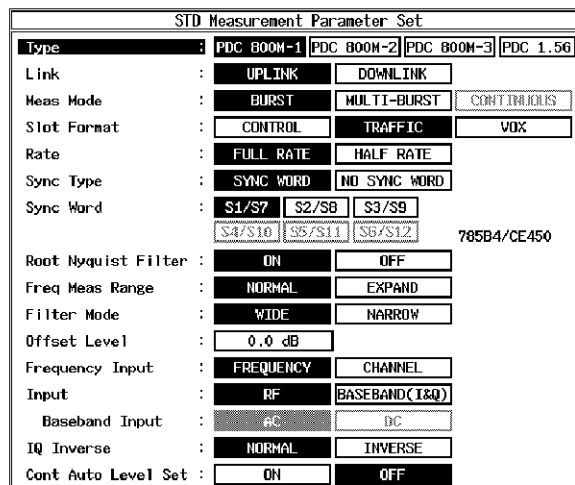 STD Measurement Parameter Set
Type : PDC 800M-1 PDC 800M-2 PDC 800M-3 PDC 1.5G
Link : UPLINK DOWNLINK
Meas Mode : BURST MULTI-BURST CONTINUOUS
Slot Format : CONTROL TRAFFIC VOX
Rate : FULL RATE HALF RATE
Sync Type : SYNC WORD NO SYNC WORD
Sync Word : S1/S7 S2/S8 S3/S9
S4/S10 S5/S11 S6/S12 785B4/CE450
Root Nyquist Filter : ON OFF
Freq Meas Range : NORMAL EXPAND
Filter Mode : WIDE NARROW
Offset Level : 0.0 dB
Frequency Input : FREQUENCY CHANNEL
Input : RF BASEBAND(I&Q)
Baseband Input : AC DC
IQ Inverse : NORMAL INVERSE
Cont Auto Level Set : ON OFF